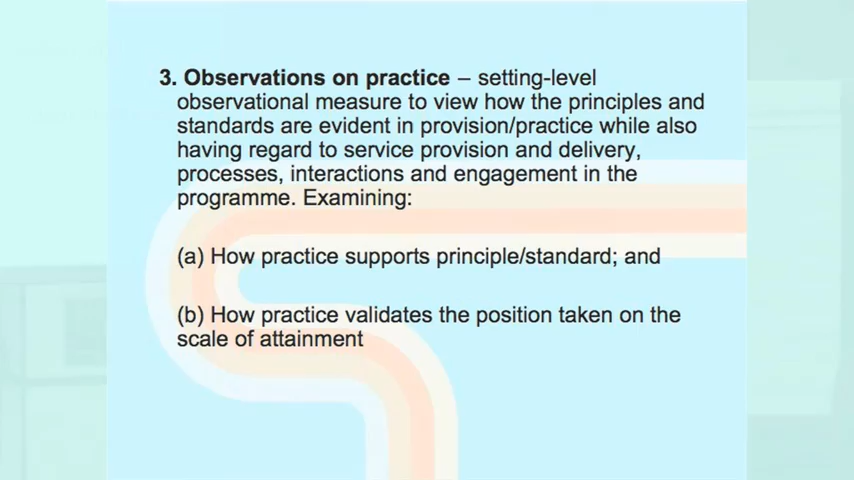 3. Observations on practice – setting-level
observational measure to view how the principles and
standards are evident in provision/practice while also
having regard to service provision and delivery,
processes, interactions and engagement in the
programme. Examining:
(a) How practice supports principle/standard; and
(b) How practice validates the position taken on the
scale of attainment